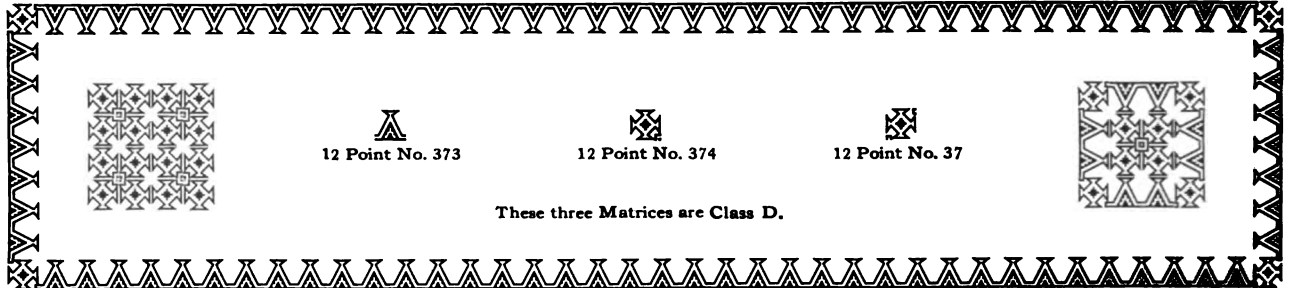 12 Point No. 373
12 Point No. 374
12 Point No. 37
These three Matrices are Class D.